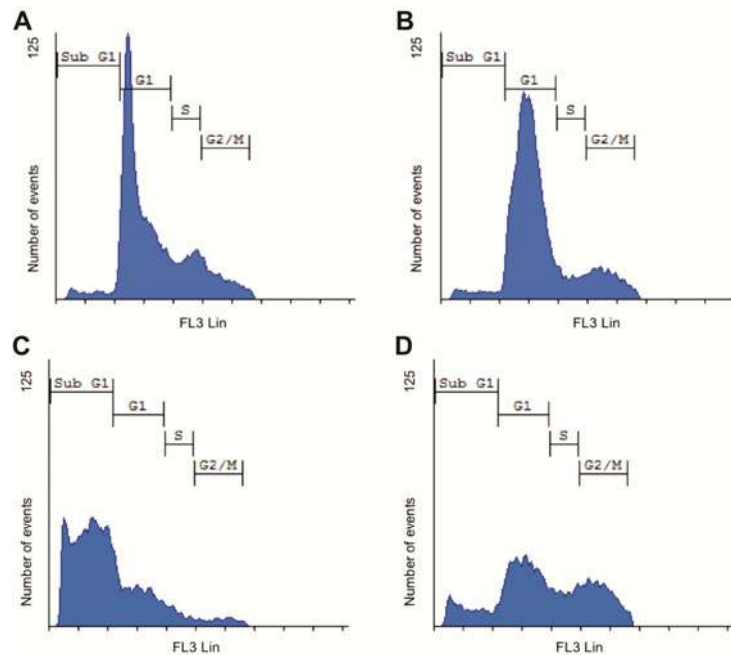 A
125
Sub G1
G1
S
G2/M
Number of events
FL3 Lin
B
125
Sub G1
G1
S
G2/M
Number of events
FL3 Lin
C
125
Sub G1
G1
S
G2/M
Number of events
FL3 Lin
D
125
Sub G1
G1
S
G2/M
Number of events
FL3 Lin